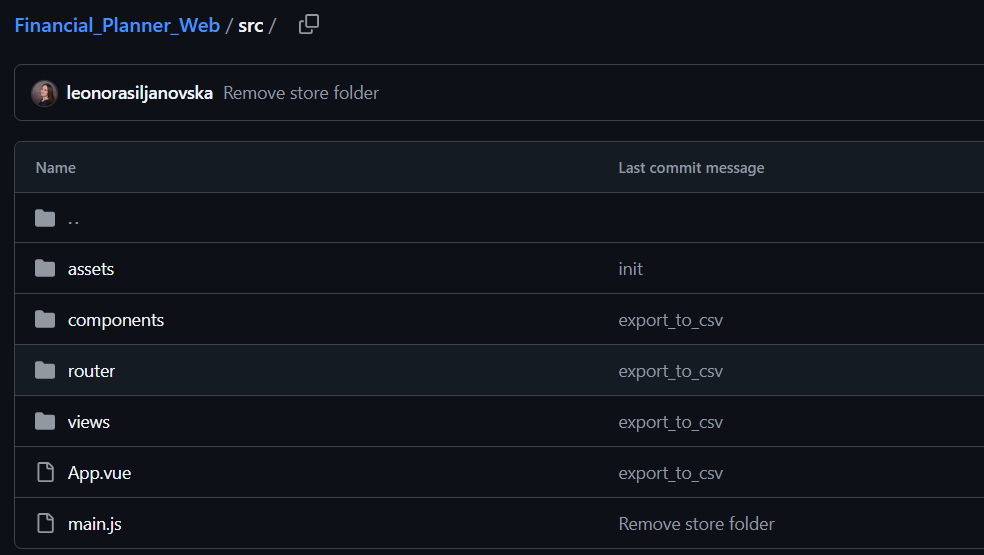 Financial_Planner_Web / src /
leonorasiljanovska Remove store folder
Name Last commit message
..
assets init
components export_to_csv
router export_to_csv
views export_to_csv
App.vue export_to_csv
main.js Remove store folder